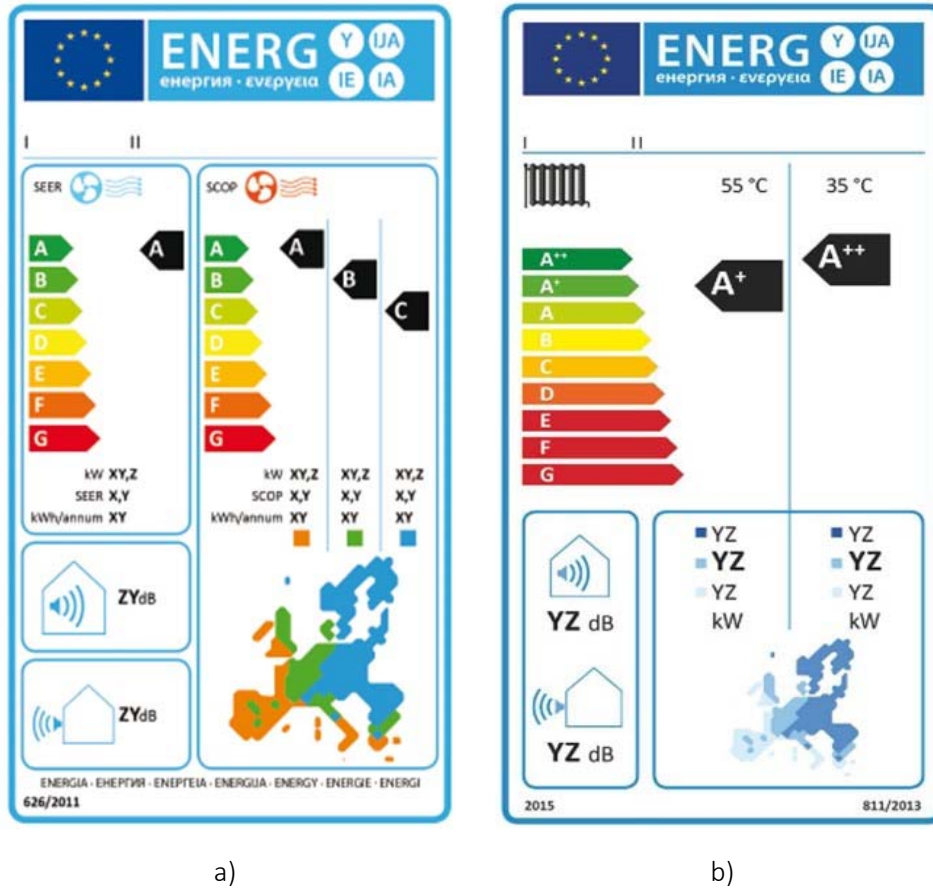 ENERG Y IJA
енергия · ενεργεια IE IA
I II
SEER
A A
B
C
D
E
F
G
kW XY,Z
SEER X,Y
kWh/annum XY
SCOP
A A
B B
C C
D
E
F
G
kW XY,Z XY,Z XY,Z
SCOP X,Y X,Y X,Y
kWh/annum XY XY XY
ZYdB
ZYdB
ENERGIA · ЕНЕРГИЯ · ΕΝΕΡΓΕΙΑ · ENERGIJA · ENERGY · ENERGIE · ENERGI
626/2011
a)
ENERG Y IJA
енергия · ενεργεια IE IA
I II
55 °C 35 °C
A++ A++
A+ A+
A
B
C
D
E
F
G
YZ dB
YZ dB
YZ YZ
YZ YZ
YZ YZ
kW kW
2015 811/2013
b)